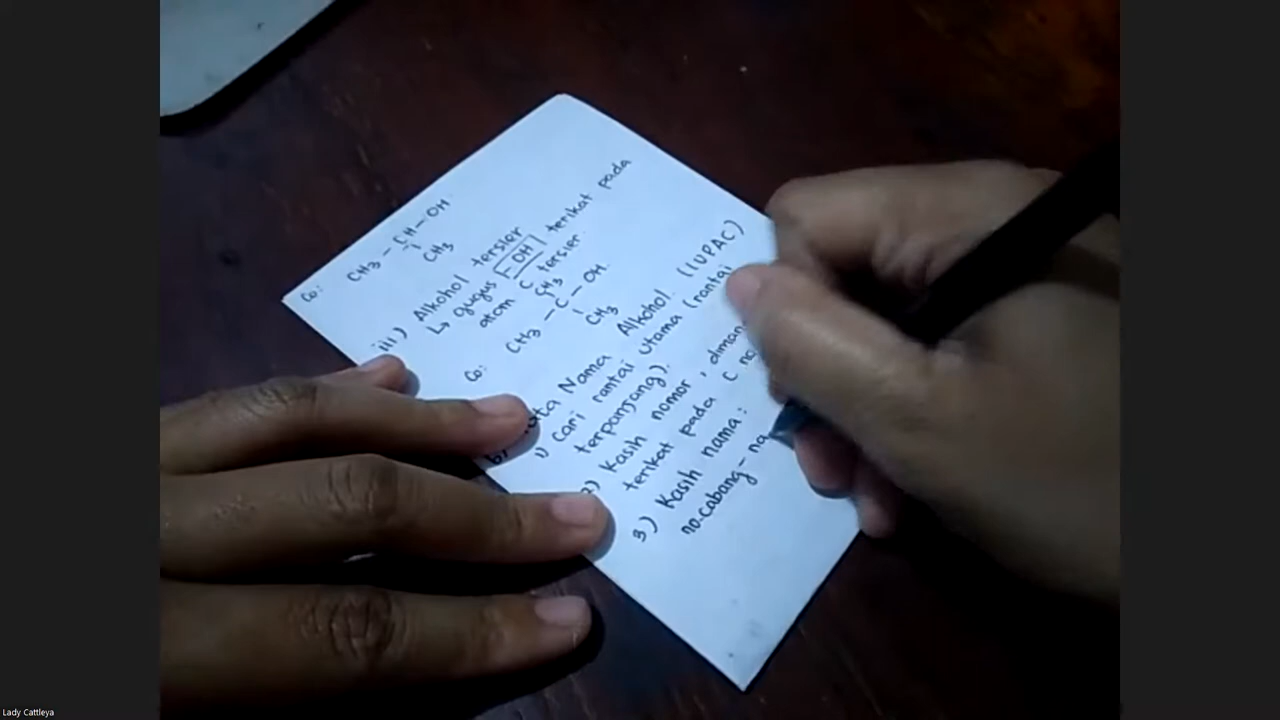 Co: CH3 - CH - OH
CH3
iii) Alkohol tersier
↳ gugus -OH terikat pada
atom C tersier.
CH3
Co: CH3 - C - OH
CH3
b) Tata Nama Alkohol (IUPAC)
1) Cari rantai utama (rantai
terpanjang).
2) Kasih nomor, diman
terikat pada C no
3) Kasih nama:
no.cabang - na
Lady Cattleya